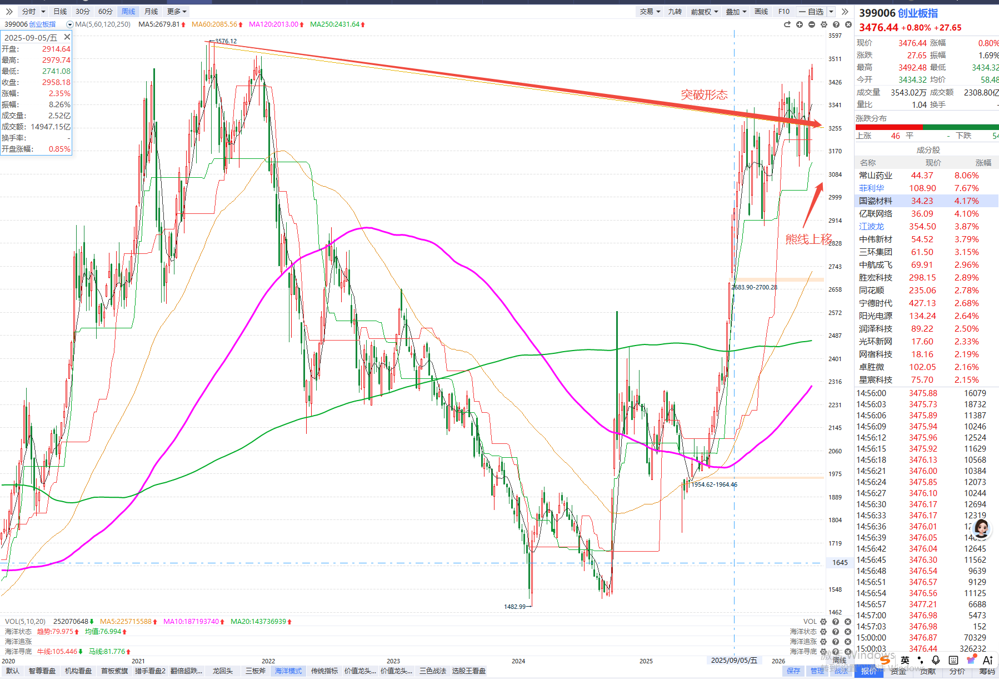 分时 日线 30分 60分 周线 月线 更多
交易 九转 前复权 叠加 画线 F10 自选
399006 创业板指
3476.44 +0.80% +27.65
399006 创业板指 MA(5,60,120,250) MA5:2679.81 MA60:2085.56 MA120:2013.00 MA250:2431.64
2025-09-05/五
开盘: 2914.64
最高: 2979.74
最低: 2741.08
收盘: 2958.18
涨幅: 2.35%
振幅: 8.26%
成交量: 2.52亿
成交额: 14947.15亿
换手率: -
开盘涨幅: 0.85%
3576.12
突破形态
熊线上移
2683.90-2700.28
1954.62-1964.46
1482.99
3597
3511
3426
3341
3255
3170
3084
2999
2914
2828
2743
2658
2572
2487
2401
2316
2231
2145
2060
1975
1889
1804
1719
1645
1548
1462
现价 3476.44 涨幅 0.80%
涨跌 27.65 振幅 1.69%
最高 3492.48 最低 3434.32
今开 3434.32 均价 58.48
成交量 3543.02万 成交额 2308.80亿
量比 1.04 换手 -
涨跌分布
上涨 46 平 - 下跌 54
成分股
名称 现价 涨幅
常山药业 44.37 8.06%
菲利华 108.90 7.67%
国瓷材料 34.23 4.17%
亿联网络 36.09 4.10%
江波龙 354.50 3.87%
中伟新材 54.52 3.79%
三环集团 61.50 3.15%
中航成飞 69.91 2.96%
胜宏科技 298.15 2.89%
同花顺 235.06 2.78%
宁德时代 427.13 2.68%
阳光电源 134.24 2.64%
润泽科技 89.22 2.50%
光环新网 17.60 2.33%
网宿科技 18.16 2.19%
卓胜微 102.05 2.16%
星宸科技 75.70 2.15%
14:56:00 3475.88 16079
14:56:03 3475.73 18732
14:56:06 3475.89 11387
14:56:09 3475.94 10246
14:56:12 3475.96 12524
14:56:15 3475.92 11629
14:56:18 3476.13 10568
14:56:21 3476.00 10384
14:56:24 3475.85 12073
14:56:27 3476.10 10244
14:56:30 3476.17 12694
14:56:33 3476.17 12319
14:56:36 3476.01
14:56:39 3476.05
14:56:42 3476.04 12645
14:56:45 3476.30 11562
14:56:48 3476.54 9639
14:56:51 3476.57 9129
14:56:54 3476.56 11125
14:56:57 3477.21 6688
14:57:00 3476.98 5473
14:57:03 3476.98 152
15:00:00 3476.87 70329
15:00:03 3476.44 326232
VOL(5,10,20) 252070648 MA5:225715588 MA10:187193740 MA20:143736939 VOL
海洋状态 趋势:79.975 均值:76.994 海洋状态
海洋追涨 海洋追涨
海洋寻底 牛线:105.446 马线:81.776 海洋寻底
2020 2021 2022 2023 2024 2025 2025/09/05/五 2026 周线
默认 智尊看盘 机构看盘 首板紫旗 猎手看盘2 翻倍超跌... 龙回头 三板斧 海洋模式 传统指标 价值龙头... 价值龙头... 三色战法 选股王看盘 保存 管理 战法
报价 资金 贡献 分价 筹码
激活 Windows
英